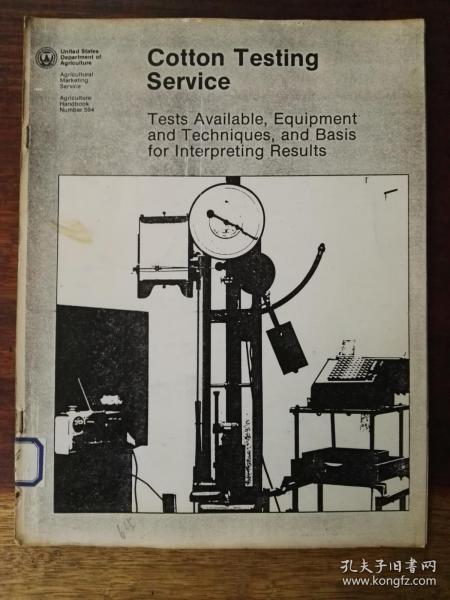 United States
Department of
Agriculture
Agricultural
Marketing
Service
Agriculture
Handbook
Number 594
Cotton Testing
Service
Tests Available, Equipment
and Techniques, and Basis
for Interpreting Results
孔夫子旧书网
www.kongfz.com